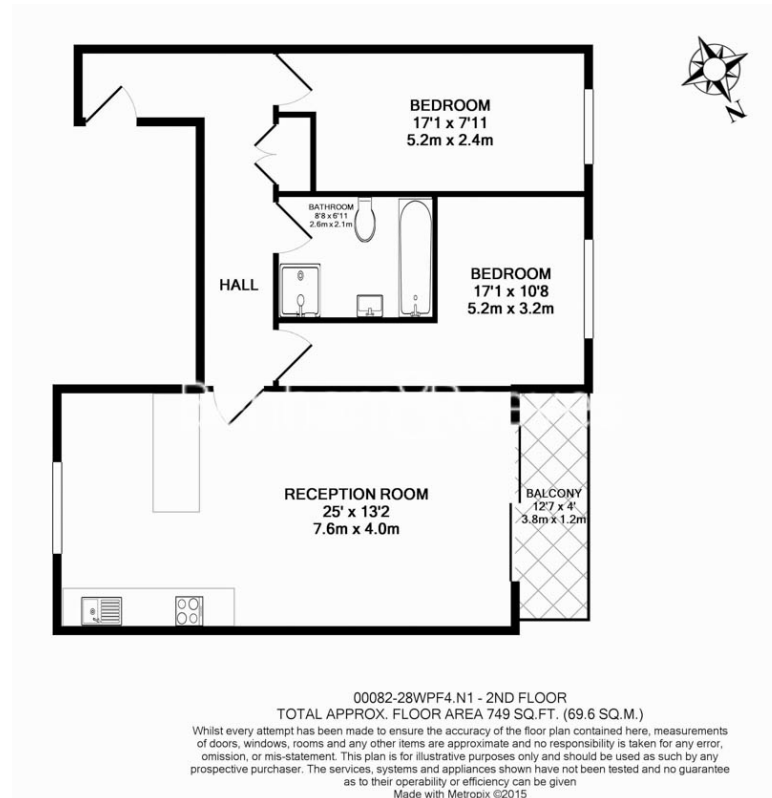 N
BEDROOM
17'1 x 7'11
5.2m x 2.4m
BATHROOM
8'8 x 6'11
2.6m x 2.1m
BEDROOM
17'1 x 10'8
5.2m x 3.2m
HALL
RECEPTION ROOM
25' x 13'2
7.6m x 4.0m
BALCONY
12'7 x 4'
3.8m x 1.2m
00082-28WPF4.N1 - 2ND FLOOR
TOTAL APPROX. FLOOR AREA 749 SQ.FT. (69.6 SQ.M.)
Whilst every attempt has been made to ensure the accuracy of the floor plan contained here, measurements
of doors, windows, rooms and any other items are approximate and no responsibility is taken for any error,
omission, or mis-statement. This plan is for illustrative purposes only and should be used as such by any
prospective purchaser. The services, systems and appliances shown have not been tested and no guarantee
as to their operability or efficiency can be given
Made with Metropix ©2015